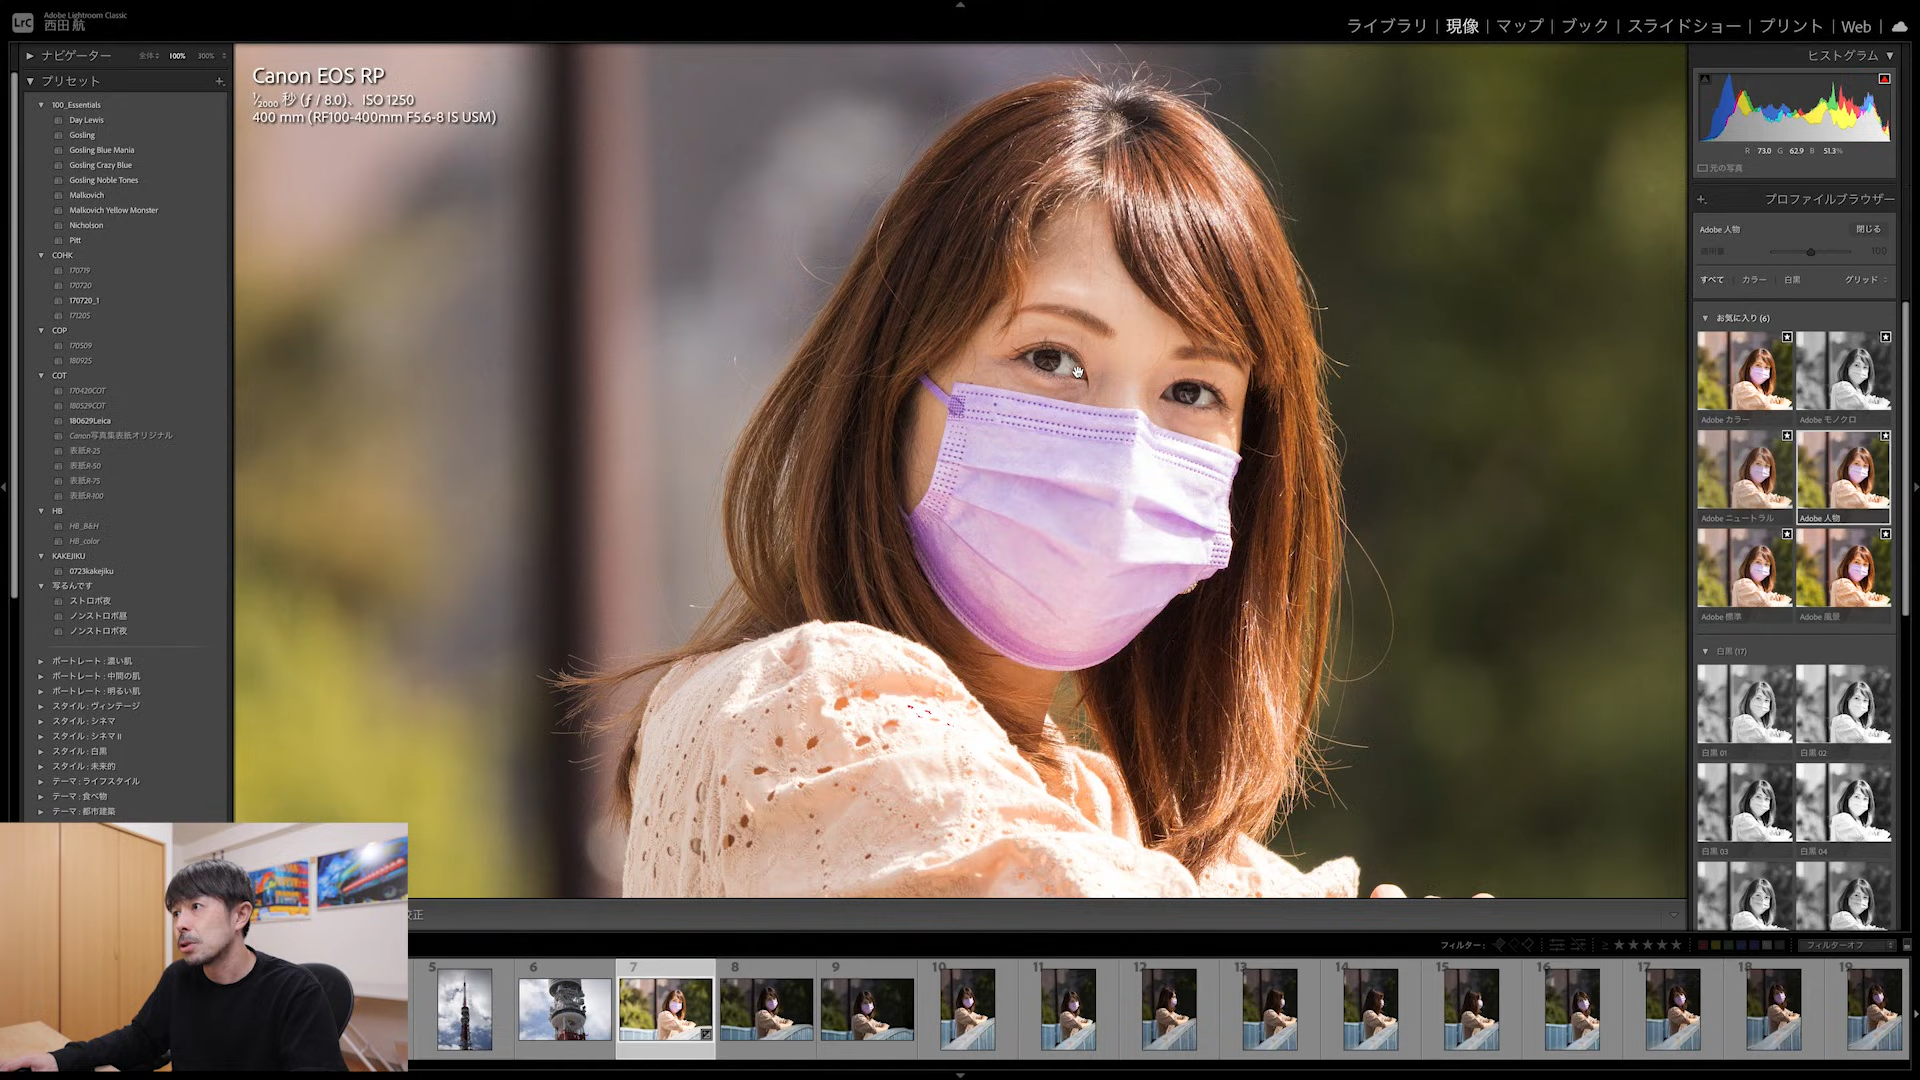 LrC
Adobe Lightroom Classic
西田 航
ライブラリ | 現像 | マップ | ブック | スライドショー | プリント | Web |
ナビゲーター 全体 100% 300%
プリセット
100_Essentials
Day Lewis
Gosling
Gosling Blue Mania
Gosling Crazy Blue
Gosling Noble Tones
Malkovich
Malkovich Yellow Monster
Nicholson
Pitt
COHK
170719
170720
170720_1
171205
COP
170509
180925
COT
170420COT
180529COT
180629Leica
Canon写真集表紙オリジナル
表紙R-25
表紙R-50
表紙R-75
表紙R-100
HB
HB_B&H
HB_color
KAKEJIKU
0723kakejiku
写るんです
ストロボ夜
ノンストロボ昼
ノンストロボ夜
ポートレート : 濃い肌
ポートレート : 中間の肌
ポートレート : 明るい肌
スタイル : ヴィンテージ
スタイル : シネマ
スタイル : シネマ II
スタイル : 白黒
スタイル : 未来的
テーマ : ライフスタイル
テーマ : 食べ物
テーマ : 都市建築
Canon EOS RP
1/2000 秒 (ƒ / 8.0)、 ISO 1250
400 mm (RF100-400mm F5.6-8 IS USM)
ヒストグラム
R 73.0 G 62.9 B 51.3%
元の写真
プロファイルブラウザー
Adobe 人物 閉じる
適用量 100
すべて カラー 白黒 グリッド
お気に入り (6)
Adobe カラー Adobe モノクロ
Adobe ニュートラル Adobe 人物
Adobe 標準 Adobe 風景
白黒 (17)
白黒 01 白黒 02
白黒 03 白黒 04
校正
フィルター : ≥ ★★★★★ フィルターオフ
5 6 7 8 9 10 11 12 13 14 15 16 17 18 19